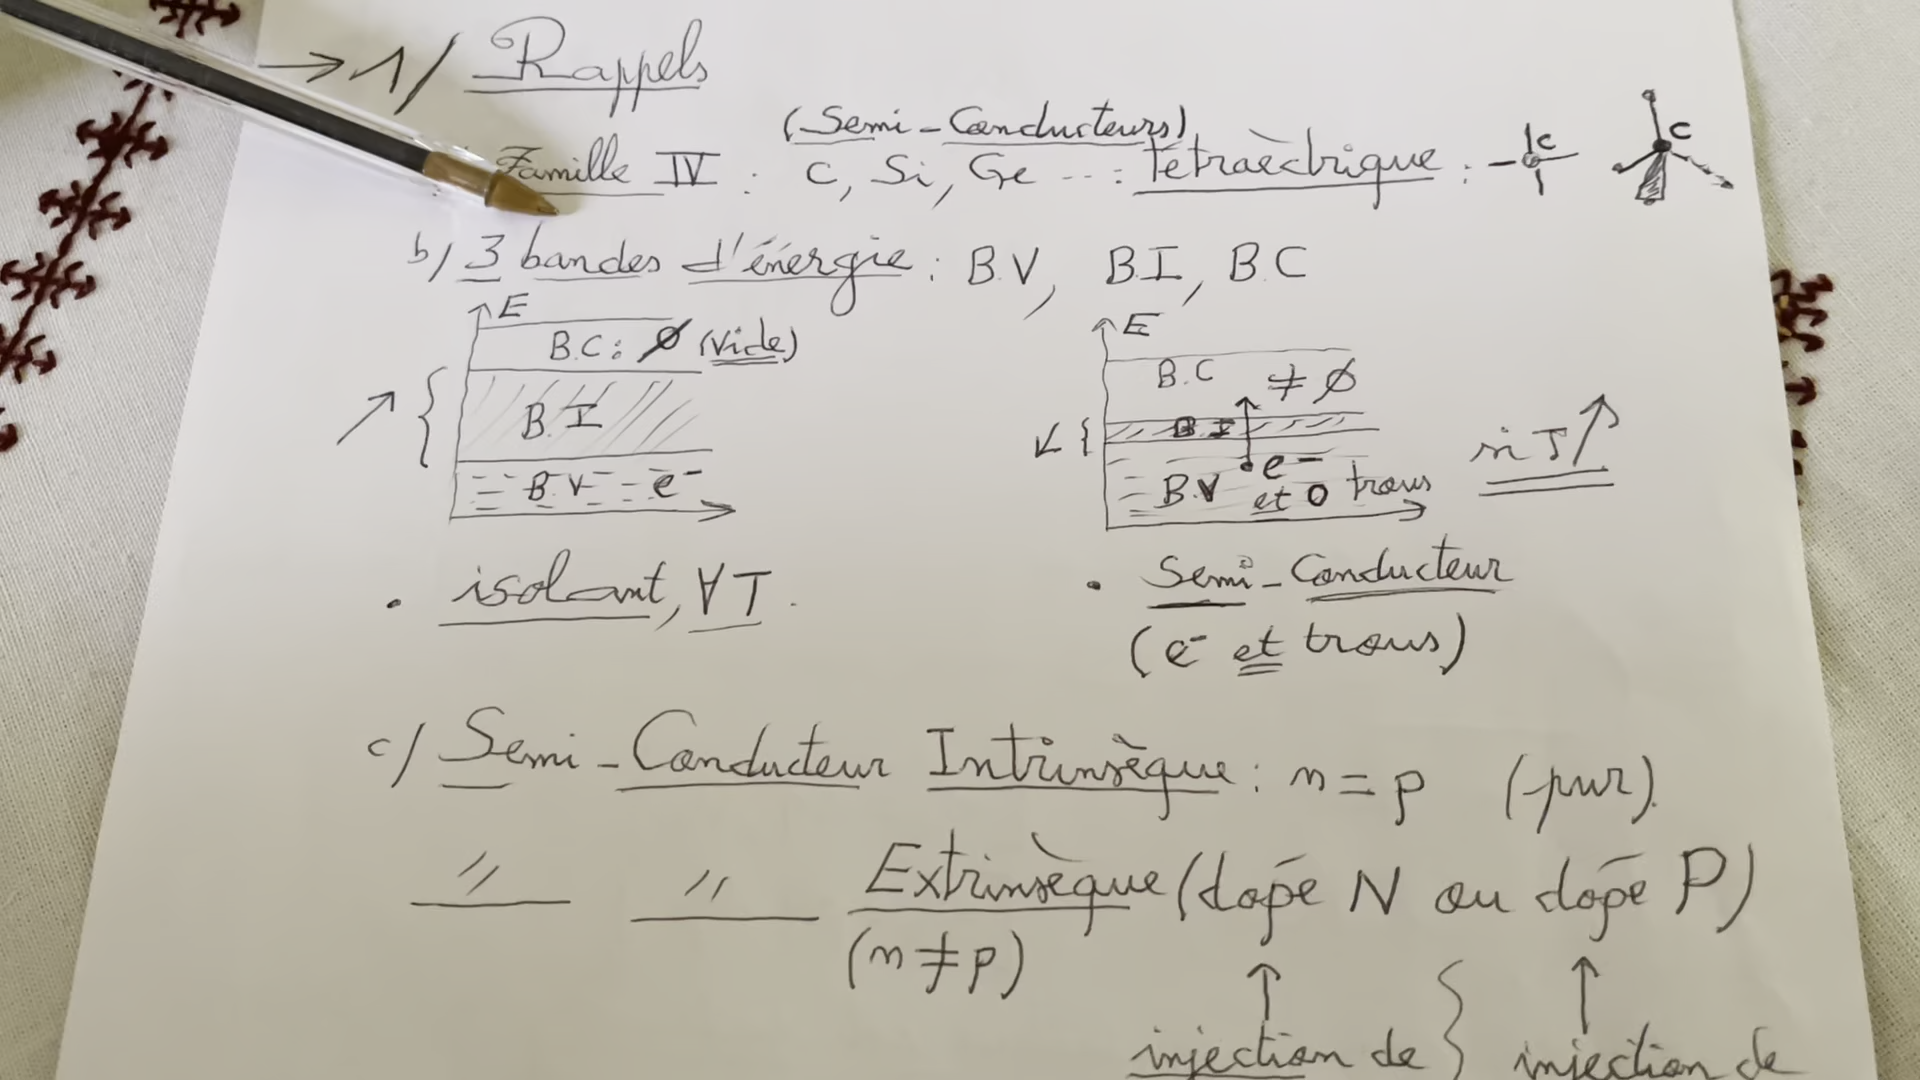 → 1/ Rappels
(Semi-Conducteurs)
Famille IV : C, Si, Ge --- : tétraèdrique : C C
b/ 3 bandes d'énergie : B.V, B.I, B.C
E
B.C : ∅ (Vide)
B.I
B.V e-
E
B.C ≠ ∅
B.I
B.V e- et o trous
si T ↗
• isolant, ∀T.
• Semi-Conducteur
(e- et trous)
c/ Semi-Conducteur Intrinsèque : n = p (pur).
// // Extrinsèque (dopé N ou dopé P)
(n ≠ p)
↑ ↑
injection de } injection de